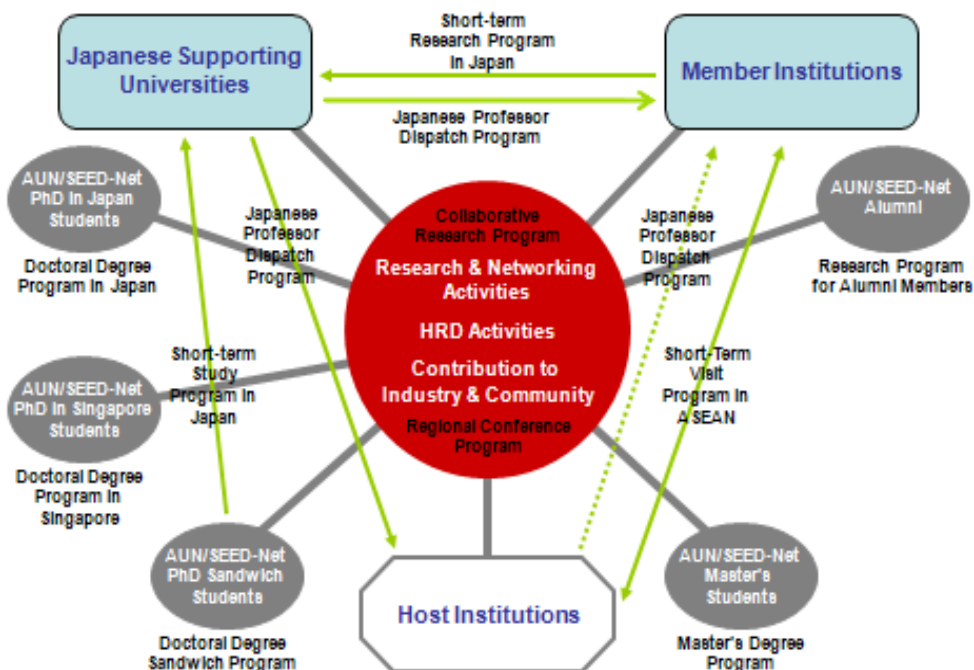 Short-term
Research Program
in Japan
Japanese Supporting
Universities
Member Institutions
Japanese Professor
Dispatch Program
AUN/SEED-Net
PhD in Japan
Students
Doctoral Degree
Program in Japan
Japanese
Professor
Dispatch
Program
Collaborative
Research Program
Research & Networking
Activities
HRD Activities
Contribution to
Industry & Community
Regional Conference
Program
Japanese
Professor
Dispatch
Program
AUN/SEED-Net
Alumni
Research Program
for Alumni Members
AUN/SEED-Net
PhD in Singapore
Students
Doctoral Degree
Program in
Singapore
Short-term
Study
Program in
Japan
Short-Term
Visit
Program in
ASEAN
AUN/SEED-Net
PhD Sandwich
Students
Doctoral Degree
Sandwich Program
Host Institutions
AUN/SEED-Net
Master's
Students
Master's Degree
Program